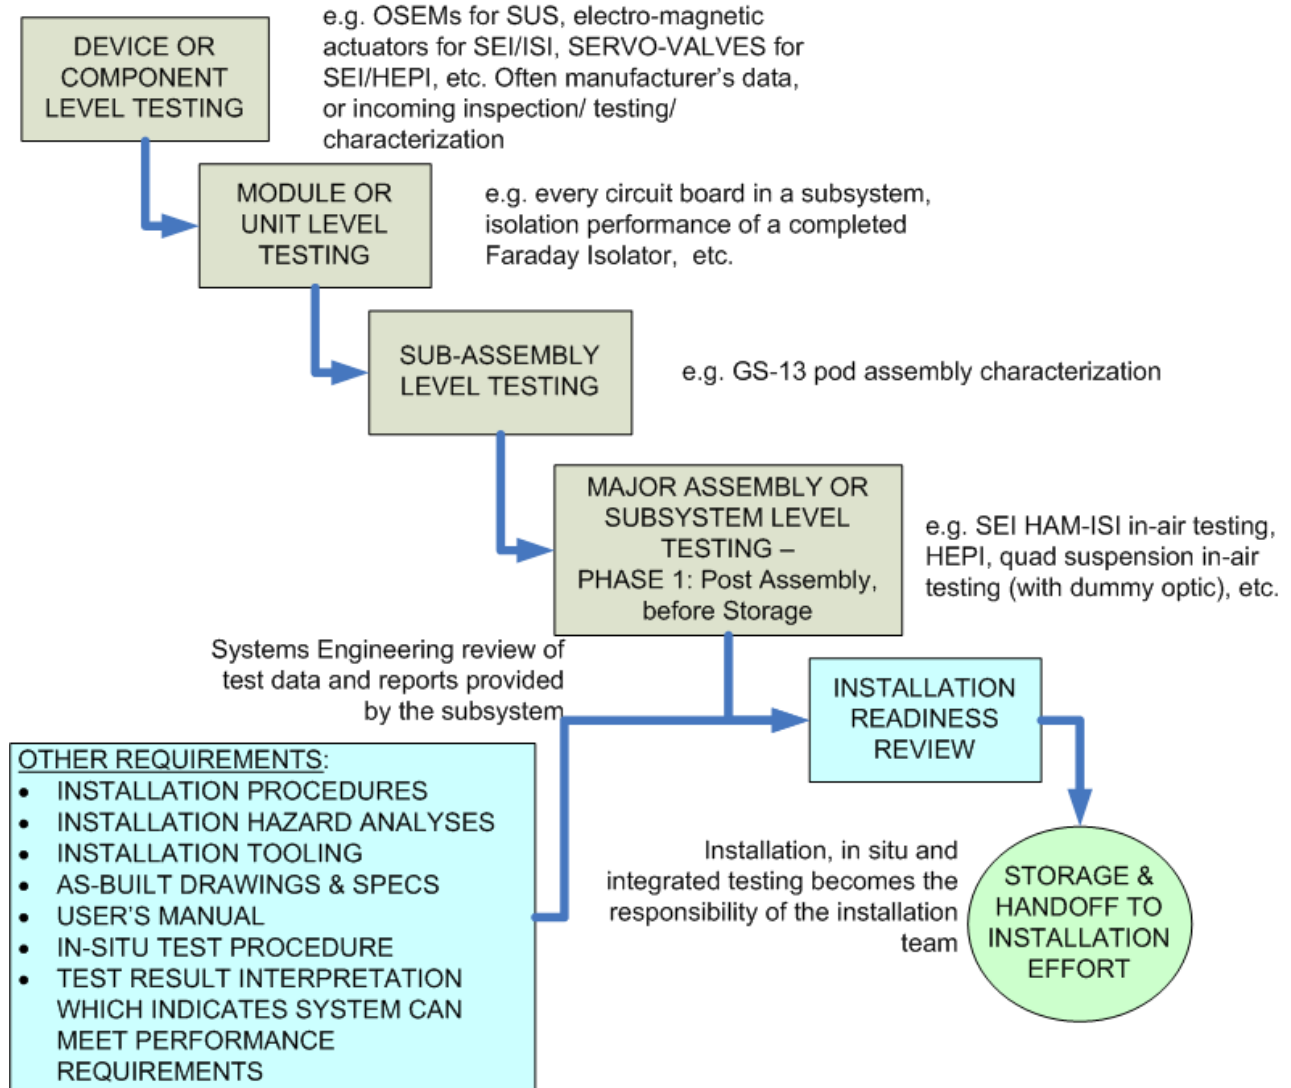 DEVICE OR
COMPONENT
LEVEL TESTING
e.g. OSEMs for SUS, electro-magnetic
actuators for SEI/ISI, SERVO-VALVES for
SEI/HEPI, etc. Often manufacturer's data,
or incoming inspection/ testing/
characterization
MODULE OR
UNIT LEVEL
TESTING
e.g. every circuit board in a subsystem,
isolation performance of a completed
Faraday Isolator, etc.
SUB-ASSEMBLY
LEVEL TESTING
e.g. GS-13 pod assembly characterization
MAJOR ASSEMBLY OR
SUBSYSTEM LEVEL
TESTING –
PHASE 1: Post Assembly,
before Storage
e.g. SEI HAM-ISI in-air testing,
HEPI, quad suspension in-air
testing (with dummy optic), etc.
Systems Engineering review of
test data and reports provided
by the subsystem
INSTALLATION
READINESS
REVIEW
OTHER REQUIREMENTS:
• INSTALLATION PROCEDURES
• INSTALLATION HAZARD ANALYSES
• INSTALLATION TOOLING
• AS-BUILT DRAWINGS & SPECS
• USER'S MANUAL
• IN-SITU TEST PROCEDURE
• TEST RESULT INTERPRETATION
WHICH INDICATES SYSTEM CAN
MEET PERFORMANCE
REQUIREMENTS
Installation, in situ and
integrated testing becomes the
responsibility of the installation
team
STORAGE &
HANDOFF TO
INSTALLATION
EFFORT